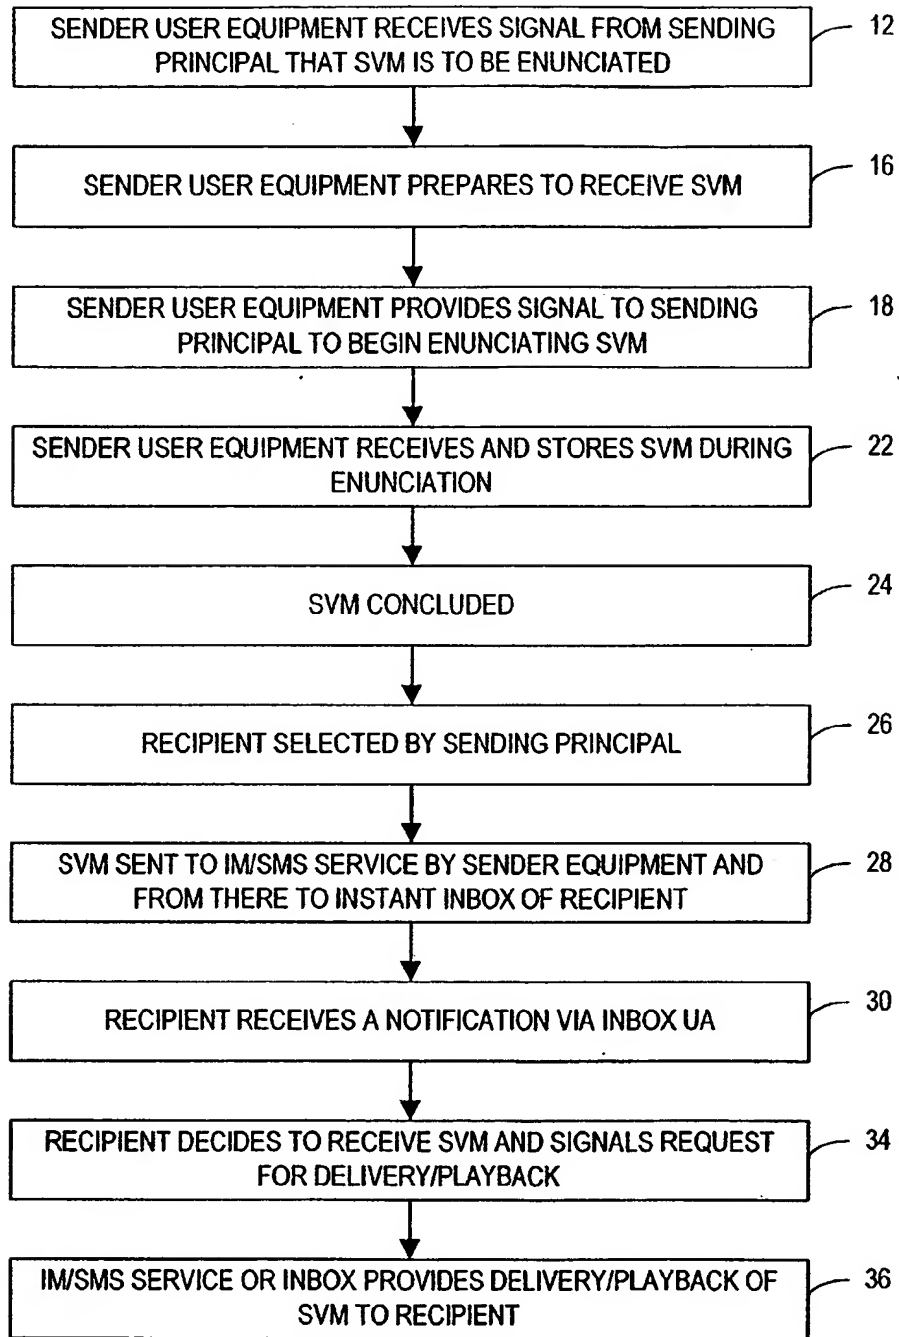 SENDER USER EQUIPMENT RECEIVES SIGNAL FROM SENDING
PRINCIPAL THAT SVM IS TO BE ENUNCIATED
12
SENDER USER EQUIPMENT PREPARES TO RECEIVE SVM
16
SENDER USER EQUIPMENT PROVIDES SIGNAL TO SENDING
PRINCIPAL TO BEGIN ENUNCIATING SVM
18
SENDER USER EQUIPMENT RECEIVES AND STORES SVM DURING
ENUNCIATION
22
SVM CONCLUDED
24
RECIPIENT SELECTED BY SENDING PRINCIPAL
26
SVM SENT TO IM/SMS SERVICE BY SENDER EQUIPMENT AND
FROM THERE TO INSTANT INBOX OF RECIPIENT
28
RECIPIENT RECEIVES A NOTIFICATION VIA INBOX UA
30
RECIPIENT DECIDES TO RECEIVE SVM AND SIGNALS REQUEST
FOR DELIVERY/PLAYBACK
34
IM/SMS SERVICE OR INBOX PROVIDES DELIVERY/PLAYBACK OF
SVM TO RECIPIENT
36